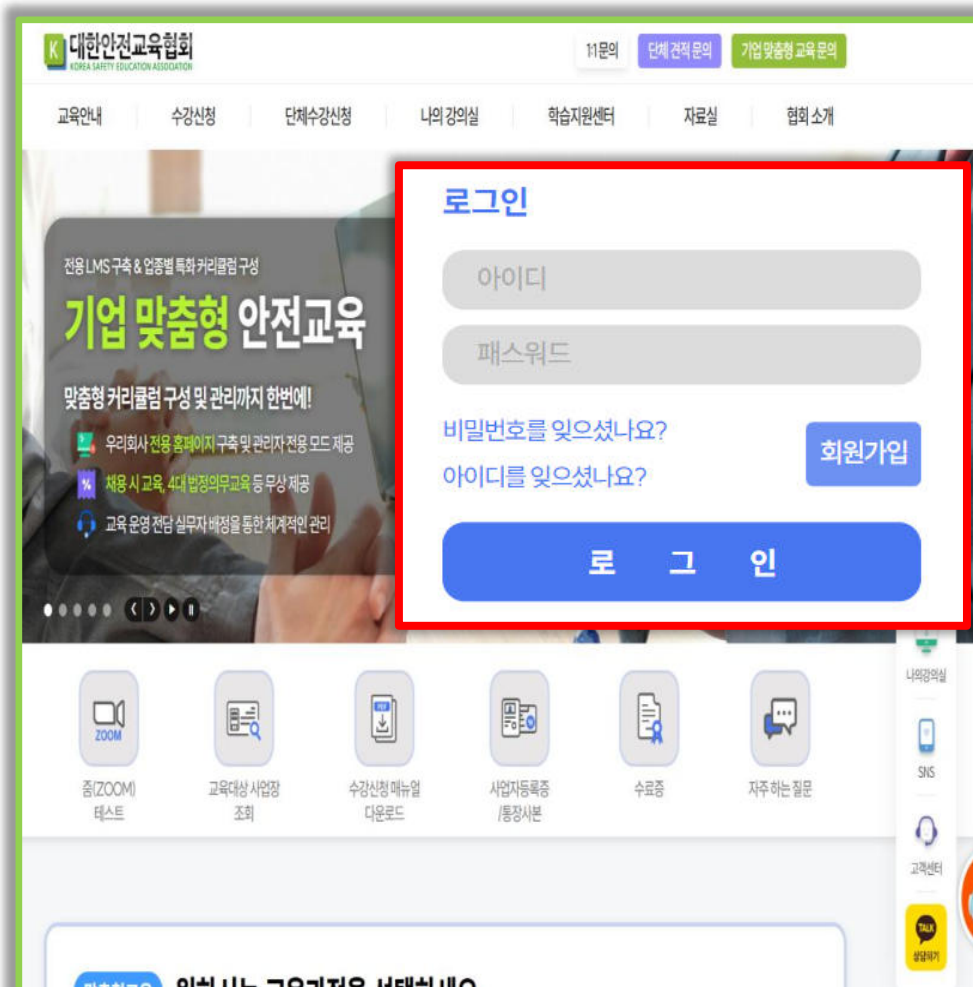 K 대한안전교육협회
KOREA SAFETY EDUCATION ASSOCIATION
1:1문의 단체 견적 문의 기업 맞춤형 교육 문의
교육안내 수강신청 단체수강신청 나의 강의실 학습지원센터 자료실 협회 소개
전용 LMS 구축 & 업종별 특화 커리큘럼 구성
기업 맞춤형 안전교육
맞춤형 커리큘럼 구성 및 관리까지 한번에!
우리회사 전용 홈페이지 구축 및 관리자 전용 모드 제공
채용 시 교육, 4대 법정의무교육 등 무상 제공
교육 운영 전담 실무자 배정을 통한 체계적인 관리
로그인
아이디
패스워드
비밀번호를 잊으셨나요?
아이디를 잊으셨나요?
회원가입
로 그 인
ZOOM
줌(ZOOM)
테스트
교육대상 사업장
조회
PDF
수강신청 매뉴얼
다운로드
사업자등록증
/통장사본
수료증
자주 하는 질문
나의강의실
SNS
고객센터
TALK
상담하기